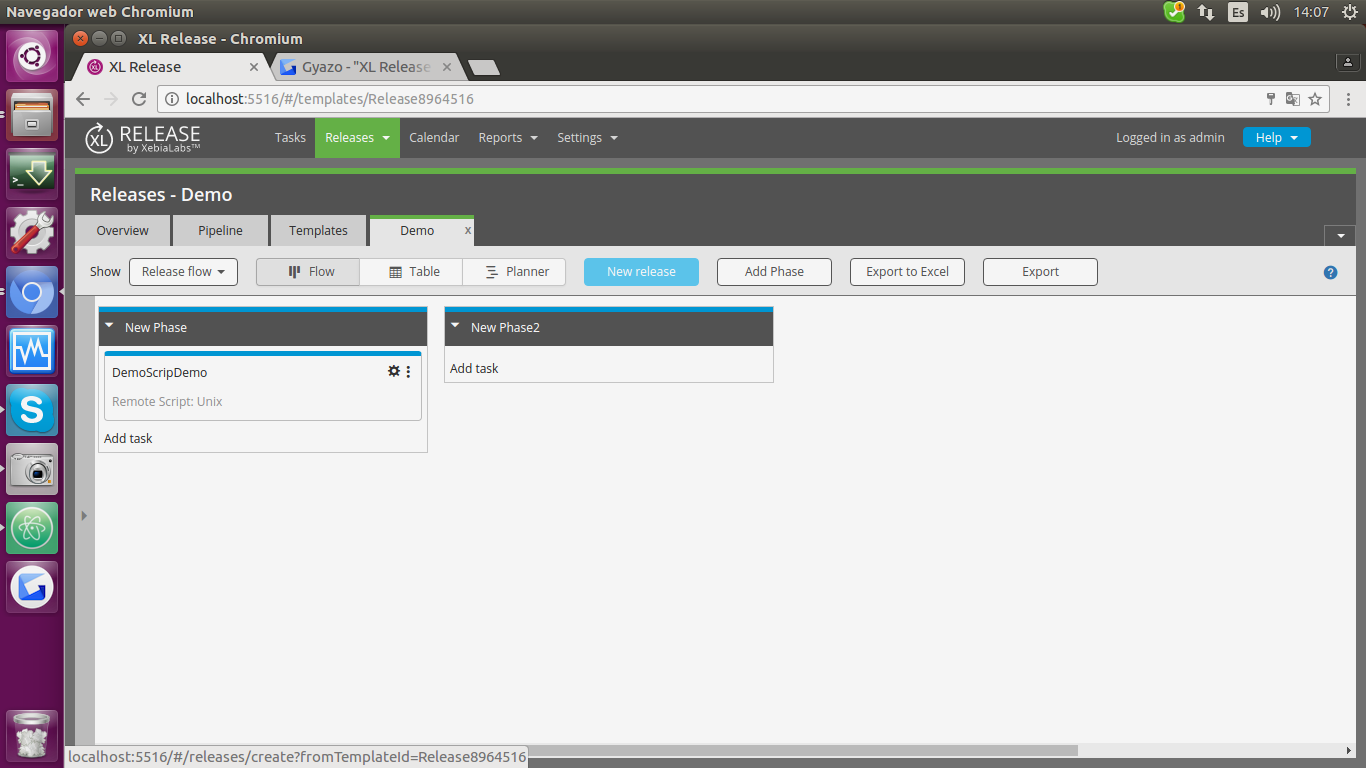 Navegador web Chromium
Es
14:07
XL Release - Chromium
XL Release
Gyazo - "XL Release
localhost:5516/#/templates/Release8964516
XL RELEASE
by XebiaLabs™
Tasks
Releases
Calendar
Reports
Settings
Logged in as admin
Help
Releases - Demo
Overview
Pipeline
Templates
Demo
x
Show
Release flow
Flow
Table
Planner
New release
Add Phase
Export to Excel
Export
?
New Phase
New Phase2
DemoScripDemo
Remote Script: Unix
Add task
Add task
localhost:5516/#/releases/create?fromTemplateId=Release8964516